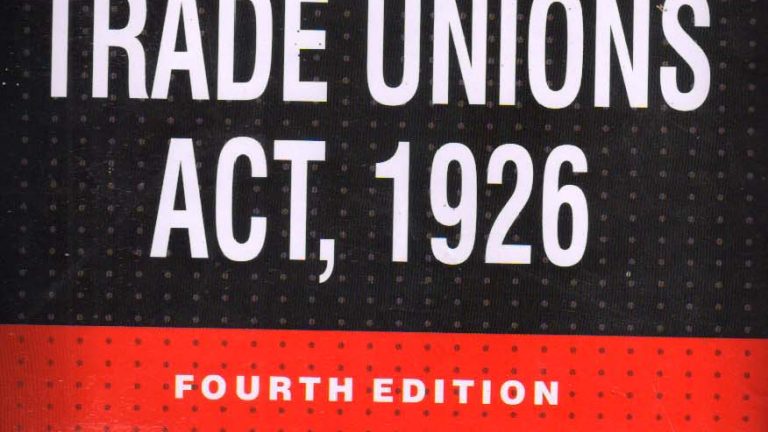 TRADE UNIONS
ACT, 1926
FOURTH EDITION